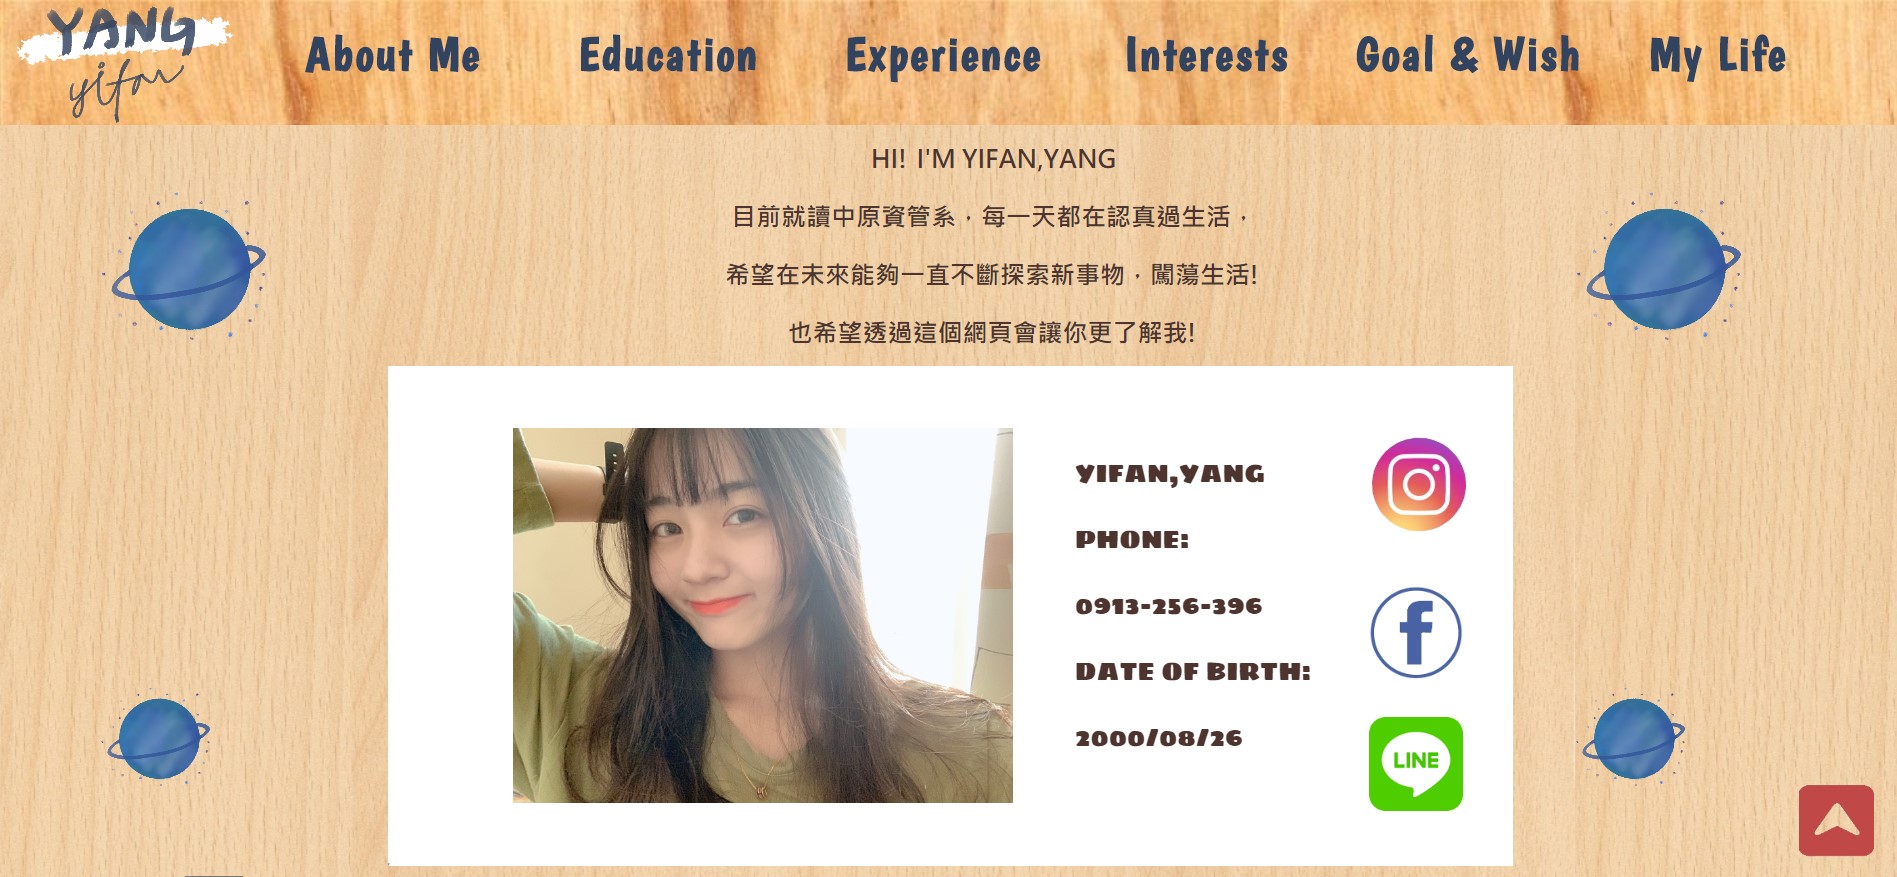 YANG
yifan
About Me Education Experience Interests Goal & Wish My Life
HI! I'M YIFAN,YANG
目前就讀中原資管系，每一天都在認真過生活，
希望在未來能夠一直不斷探索新事物，闖蕩生活!
也希望透過這個網頁會讓你更了解我!
YIFAN,YANG
PHONE:
0913-256-396
DATE OF BIRTH:
2000/08/26
LINE